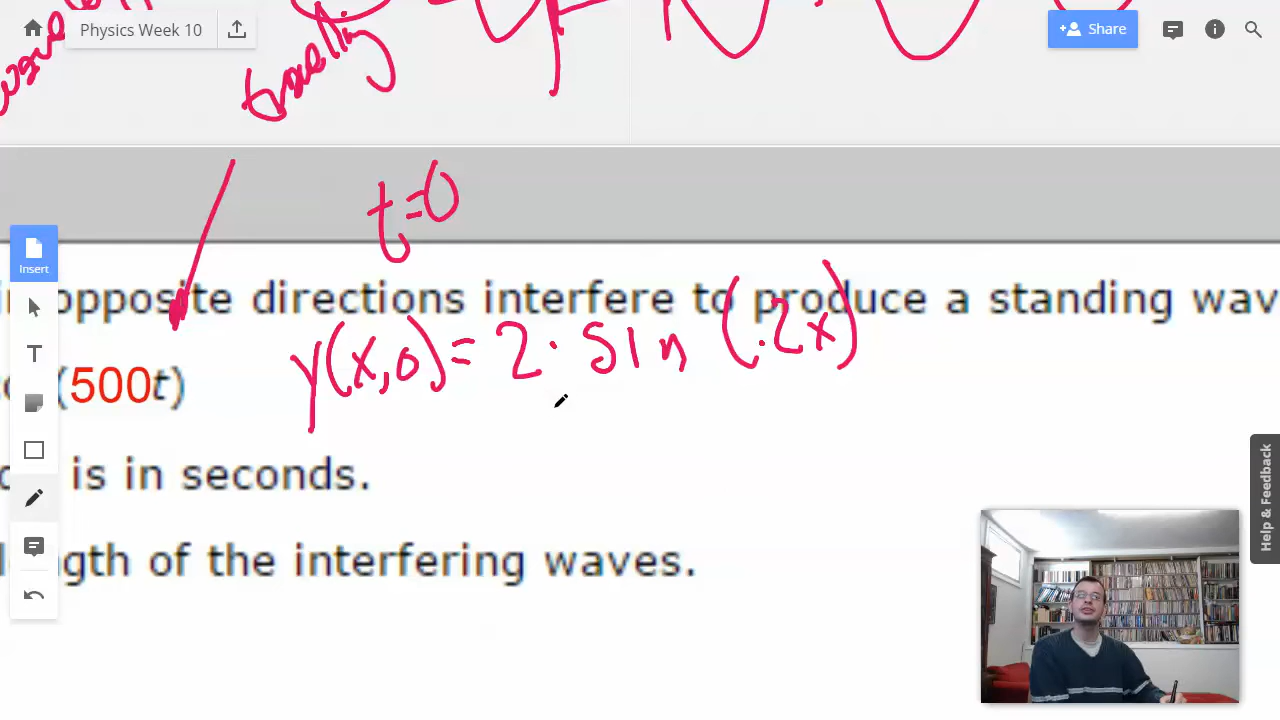 Physics Week 10
Share
travelling
t=0
Insert
opposite directions interfere to produce a standing wav
y(x,0)=2·sin(.2x)
(500t)
is in seconds.
ngth of the interfering waves.
Help & Feedback